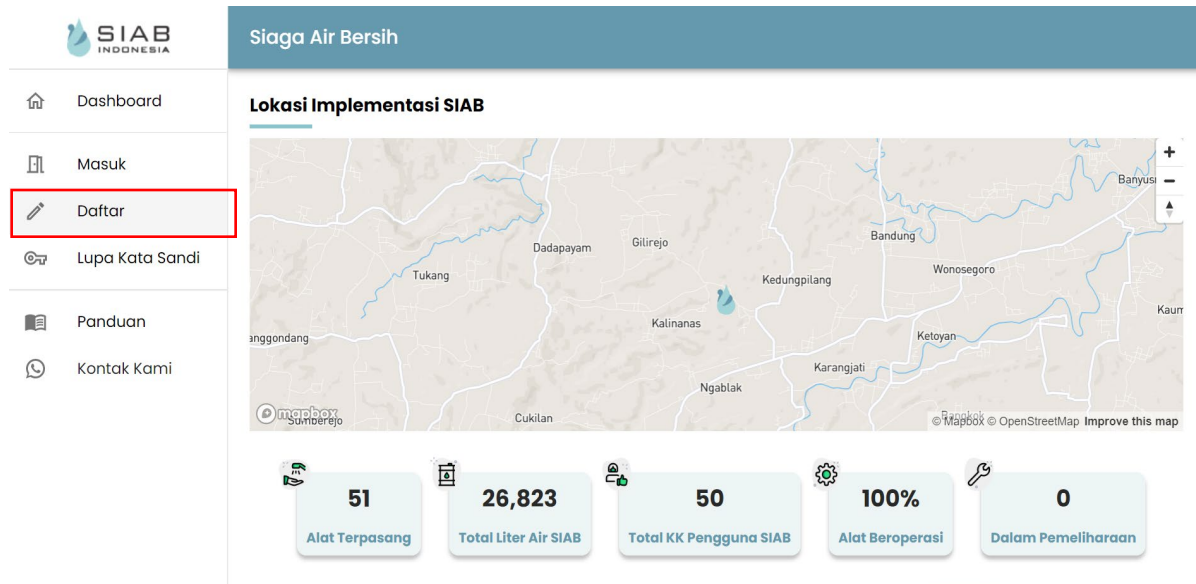 SIAB
INDONESIA
Siaga Air Bersih
Dashboard
Masuk
Daftar
Lupa Kata Sandi
Panduan
Kontak Kami
Lokasi Implementasi SIAB
Banyusi
Bandung
Dadapayam
Gilirejo
Tukang
Kedungpilang
Wonosegoro
Kalinanas
Kaum
anggondang
Ketoyan
Karangjati
Ngablak
mapbox
Sumberejo
Cukilan
Bangkok
© Mapbox © OpenStreetMap Improve this map
51
Alat Terpasang
26,823
Total Liter Air SIAB
50
Total KK Pengguna SIAB
100%
Alat Beroperasi
0
Dalam Pemeliharaan